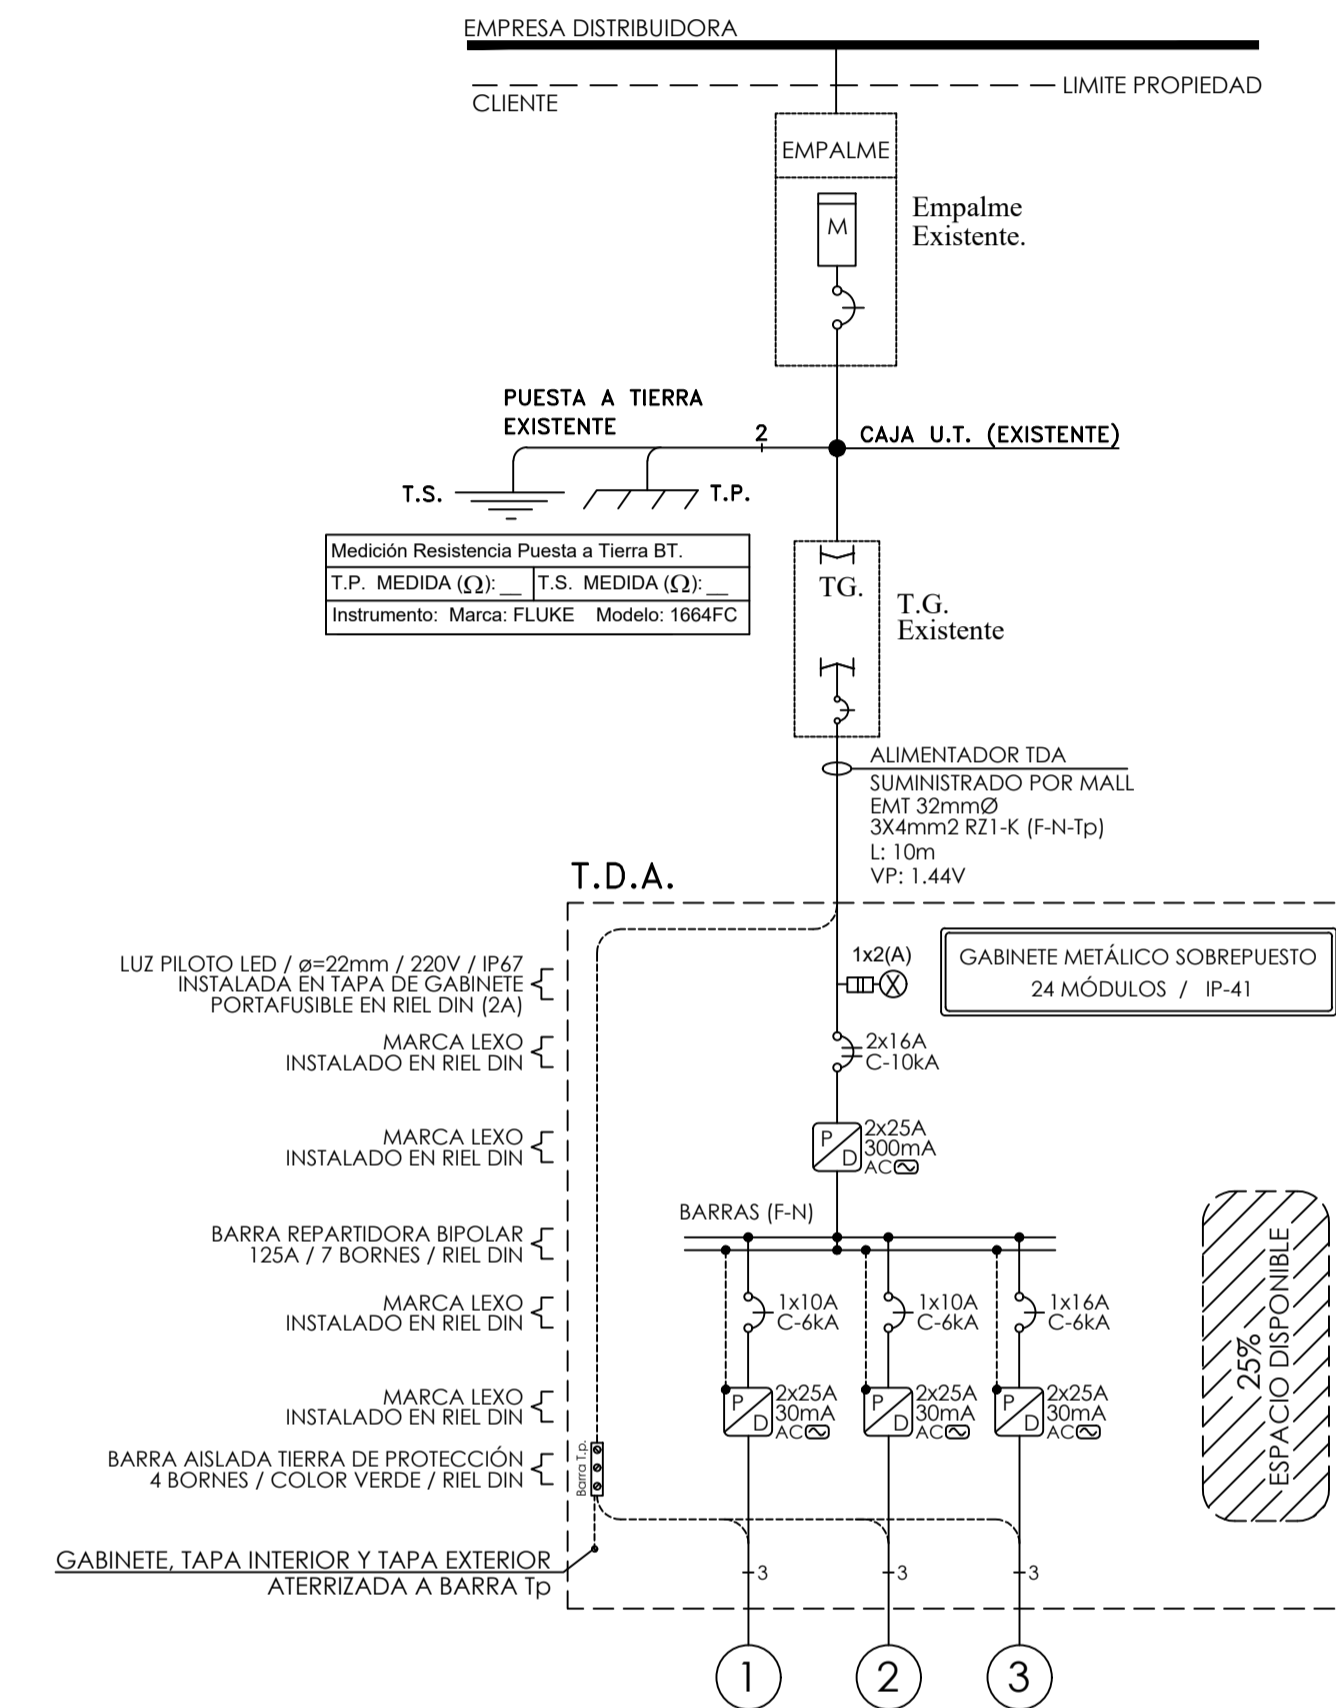 EMPRESA DISTRIBUIDORA
LIMITE PROPIEDAD
CLIENTE
EMPALME
M
Empalme
Existente.
PUESTA A TIERRA
EXISTENTE
2
CAJA U.T. (EXISTENTE)
T.S.
T.P.
Medición Resistencia Puesta a Tierra BT.
T.P. MEDIDA (Ω): __ T.S. MEDIDA (Ω): __
Instrumento: Marca: FLUKE Modelo: 1664FC
TG.
T.G.
Existente
ALIMENTADOR TDA
SUMINISTRADO POR MALL
EMT 32mmØ
3X4mm2 RZ1-K (F-N-Tp)
L: 10m
VP: 1.44V
T.D.A.
LUZ PILOTO LED / ø=22mm / 220V / IP67
INSTALADA EN TAPA DE GABINETE
PORTAFUSIBLE EN RIEL DIN (2A)
1x2(A)
GABINETE METÁLICO SOBREPUESTO
24 MÓDULOS / IP-41
MARCA LEXO
INSTALADO EN RIEL DIN
2x16A
C-10kA
MARCA LEXO
INSTALADO EN RIEL DIN
P
D
2x25A
300mA
AC
BARRAS (F-N)
BARRA REPARTIDORA BIPOLAR
125A / 7 BORNES / RIEL DIN
MARCA LEXO
INSTALADO EN RIEL DIN
1x10A
C-6kA
1x10A
C-6kA
1x16A
C-6kA
25%
ESPACIO DISPONIBLE
MARCA LEXO
INSTALADO EN RIEL DIN
P
D
2x25A
30mA
AC
P
D
2x25A
30mA
AC
P
D
2x25A
30mA
AC
BARRA AISLADA TIERRA DE PROTECCIÓN
4 BORNES / COLOR VERDE / RIEL DIN
Barra T.p.
GABINETE, TAPA INTERIOR Y TAPA EXTERIOR
ATERRIZADA A BARRA Tp
3
3
3
1
2
3